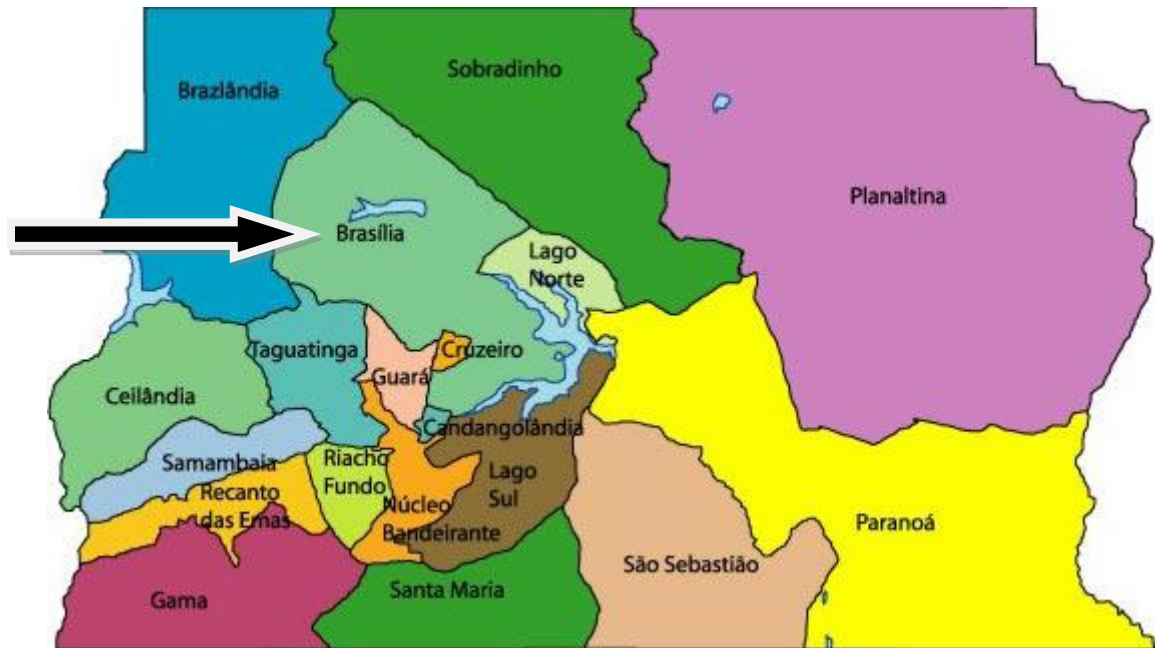 Sobradinho
Brazlândia
Planaltina
Brasília
Lago
Norte
Taguatinga
Cruzeiro
Guará
Ceilândia
Candangolândia
Samambaia
Riacho
Fundo
Lago
Sul
Recanto
das Emas
Núcleo
Bandeirante
Paranoá
São Sebastião
Santa Maria
Gama